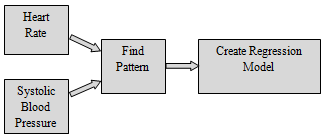 Heart
Rate
Find
Pattern
Create Regression
Model
Systolic
Blood
Pressure